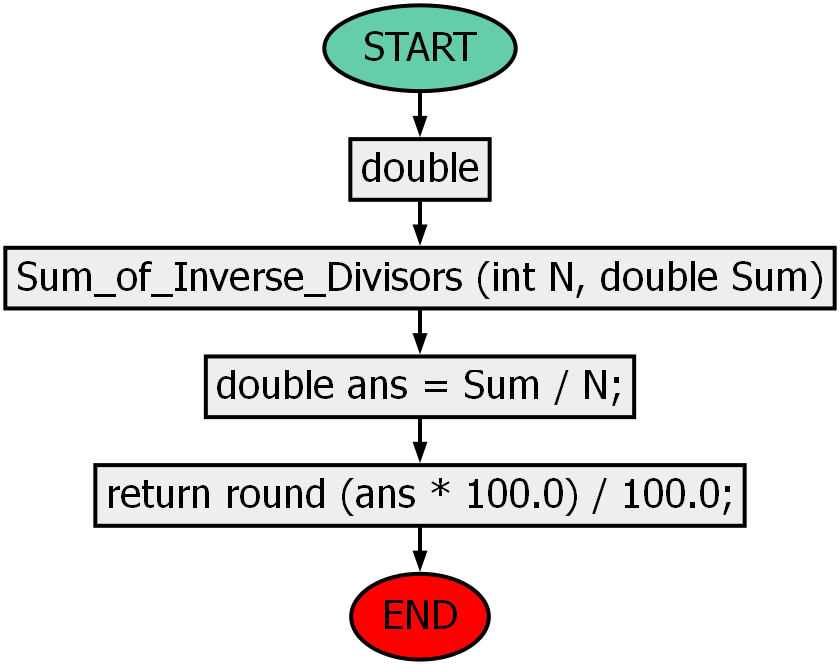 START
double
Sum_of_Inverse_Divisors (int N, double Sum)
double ans = Sum / N;
return round (ans * 100.0) / 100.0;
END